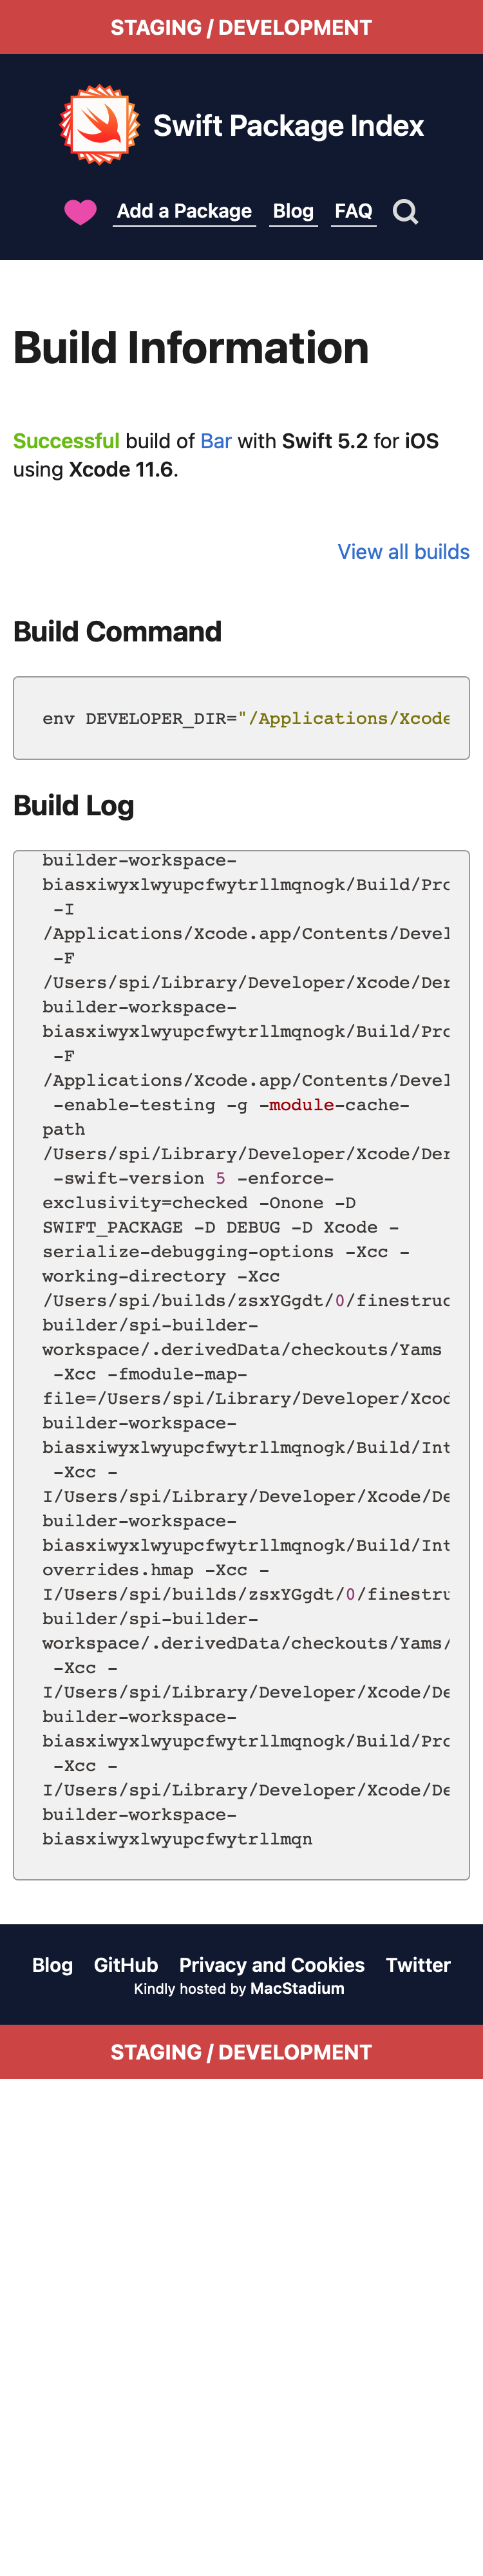 STAGING / DEVELOPMENT
Swift Package Index
Add a Package Blog FAQ
Build Information
Successful build of Bar with Swift 5.2 for iOS
using Xcode 11.6.
View all builds
Build Command
env DEVELOPER_DIR="/Applications/Xcode
Build Log
builder-workspace-
biasxiwyxlwyupcfwytrllmqnogk/Build/Pro
-I
/Applications/Xcode.app/Contents/Devel
-F
/Users/spi/Library/Developer/Xcode/Der
builder-workspace-
biasxiwyxlwyupcfwytrllmqnogk/Build/Pro
-F
/Applications/Xcode.app/Contents/Devel
-enable-testing -g -module-cache-
path
/Users/spi/Library/Developer/Xcode/Der
-swift-version 5 -enforce-
exclusivity=checked -Onone -D
SWIFT_PACKAGE -D DEBUG -D Xcode -
serialize-debugging-options -Xcc -
working-directory -Xcc
/Users/spi/builds/zsxYGgdt/0/finestruc
builder/spi-builder-
workspace/.derivedData/checkouts/Yams
-Xcc -fmodule-map-
file=/Users/spi/Library/Developer/Xcod
builder-workspace-
biasxiwyxlwyupcfwytrllmqnogk/Build/Int
-Xcc -
I/Users/spi/Library/Developer/Xcode/De
builder-workspace-
biasxiwyxlwyupcfwytrllmqnogk/Build/Int
overrides.hmap -Xcc -
I/Users/spi/builds/zsxYGgdt/0/finestru
builder/spi-builder-
workspace/.derivedData/checkouts/Yams/
-Xcc -
I/Users/spi/Library/Developer/Xcode/De
builder-workspace-
biasxiwyxlwyupcfwytrllmqnogk/Build/Pro
-Xcc -
I/Users/spi/Library/Developer/Xcode/De
builder-workspace-
biasxiwyxlwyupcfwytrllmqn
Blog GitHub Privacy and Cookies Twitter
Kindly hosted by MacStadium
STAGING / DEVELOPMENT